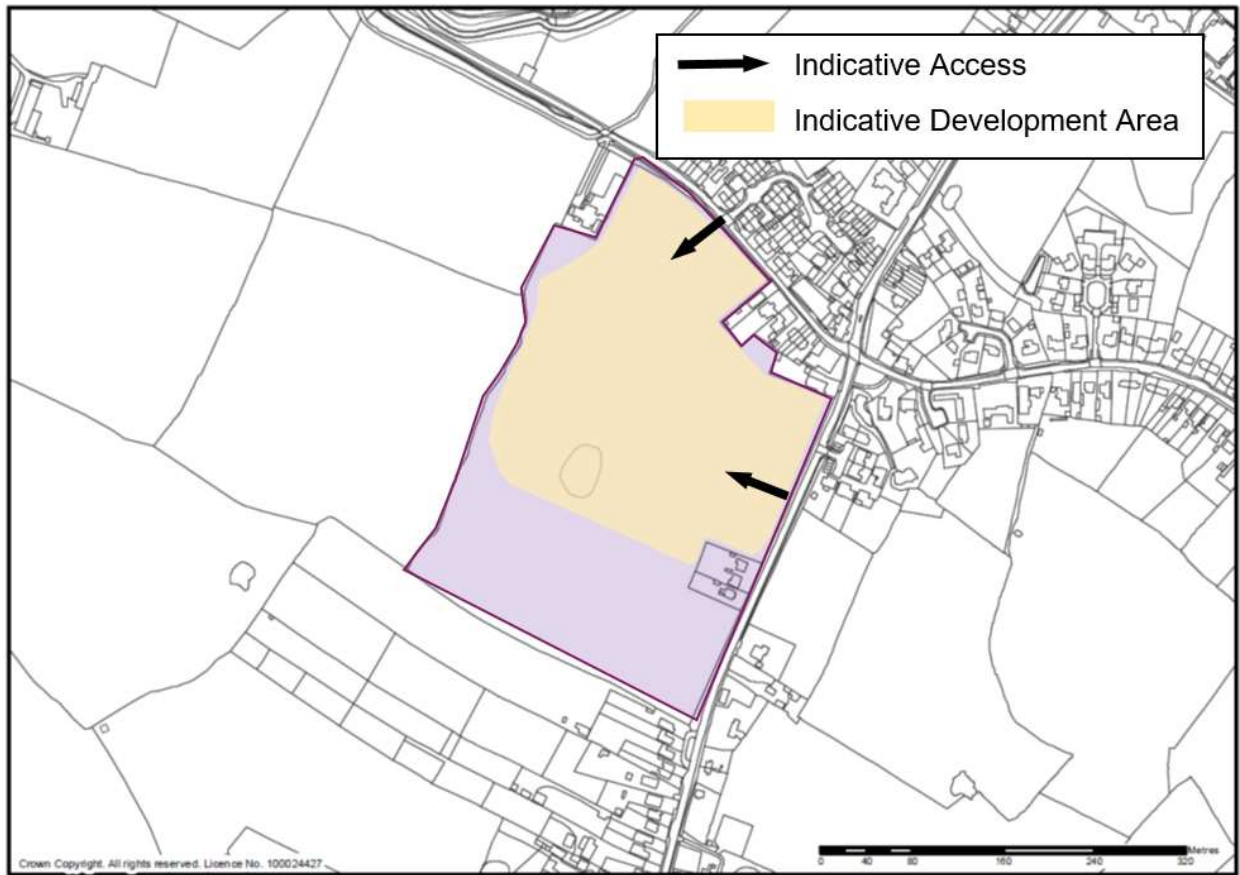 Indicative Access
Indicative Development Area
Crown Copyright. All rights reserved. Licence No. 100024427
0 40 80 160 240 320
Metres